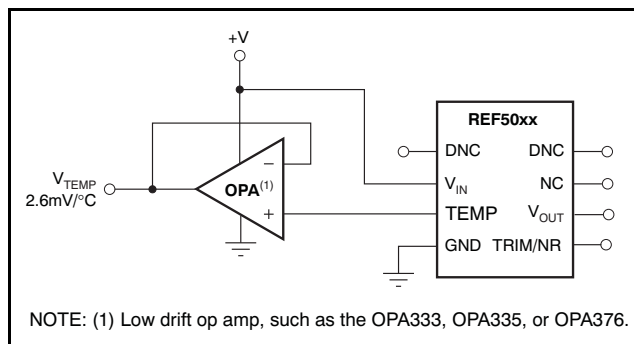 +V
REF50xx
DNC
DNC
V_TEMP
2.6mV/°C
OPA(1)
−
+
V_IN
NC
TEMP
V_OUT
GND
TRIM/NR
NOTE: (1) Low drift op amp, such as the OPA333, OPA335, or OPA376.